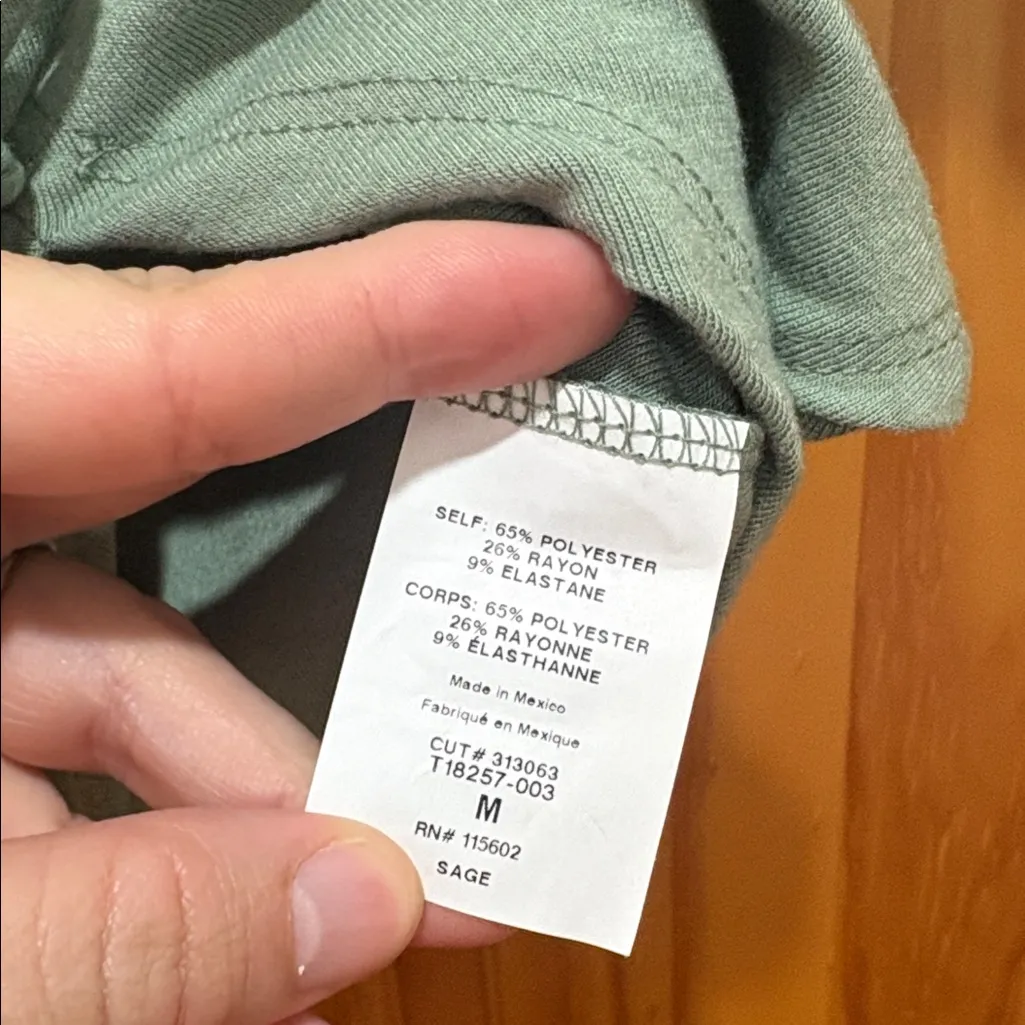 SELF: 65% POLYESTER
26% RAYON
9% ELASTANE
CORPS: 65% POLYESTER
26% RAYONNE
9% ÉLASTHANNE
Made in Mexico
Fabriqué en Mexique
CUT# 313063
T18257-003
M
RN# 115602
SAGE